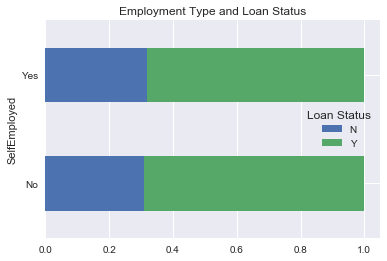 Employment Type and Loan Status
Yes
SelfEmployed
No
Loan Status
N
Y
0.0 0.2 0.4 0.6 0.8 1.0